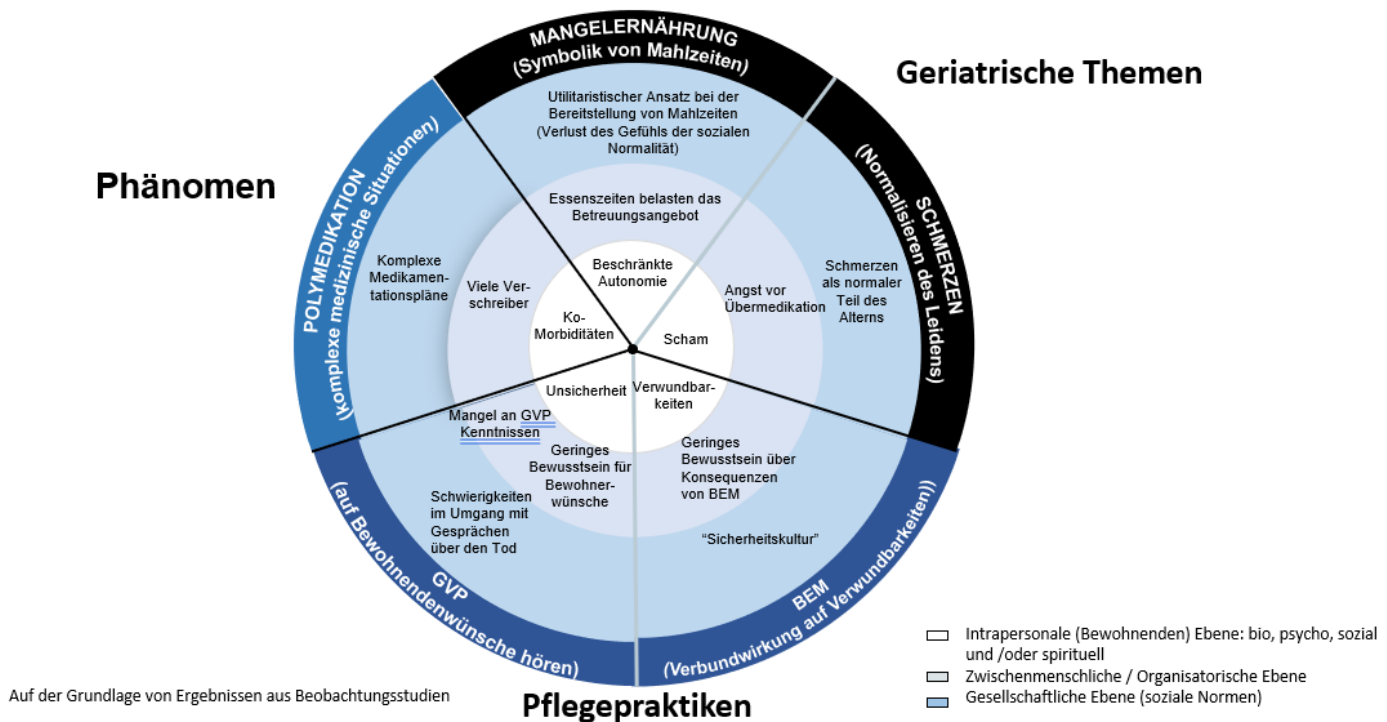 MANGELERNÄHRUNG
(Symbolik von Mahlzeiten)
Geriatrische Themen
Utilitaristischer Ansatz bei der
Bereitstellung von Mahlzeiten
(Verlust des Gefühls der sozialen
Normalität)
Phänomen
POLYMEDIKATION
(komplexe medizinische Situationen)
SCHMERZEN
(Normalisieren des Leidens)
Essenszeiten belasten das
Betreuungsangebot
Beschränkte
Autonomie
Komplexe
Medikamen-
tationspläne
Viele Ver-
schreiber
Ko-
Morbiditäten
Scham
Angst vor
Übermedikation
Schmerzen
als normaler
Teil des
Alterns
Unsicherheit
Verwundbar-
keiten
Mangel an GVP
Kenntnissen
Geringes
Bewusstsein für
Bewohner-
wünsche
Geringes
Bewusstsein über
Konsequenzen
von BEM
Schwierigkeiten
im Umgang mit
Gesprächen
über den Tod
“Sicherheitskultur”
GVP
(auf Bewohnendenwünsche hören)
BEM
(Verbundwirkung auf Verwundbarkeiten))
Intrapersonale (Bewohnenden) Ebene: bio, psycho, sozial
und /oder spirituell
Zwischenmenschliche / Organisatorische Ebene
Gesellschaftliche Ebene (soziale Normen)
Auf der Grundlage von Ergebnissen aus Beobachtungsstudien
Pflegepraktiken